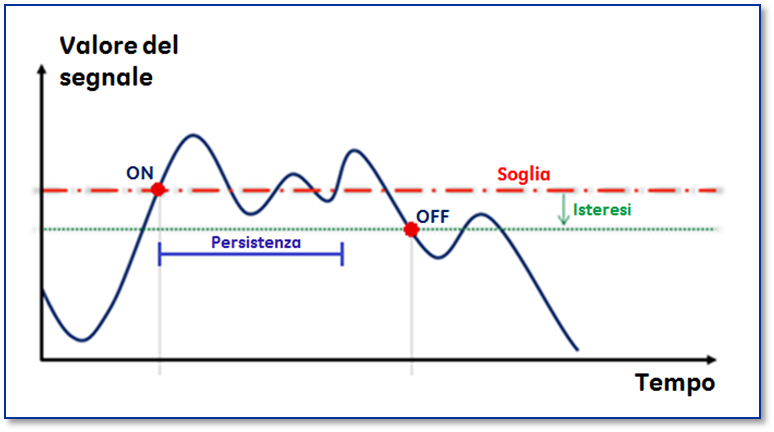 Valore del
segnale
ON
Soglia
Isteresi
OFF
Persistenza
Tempo